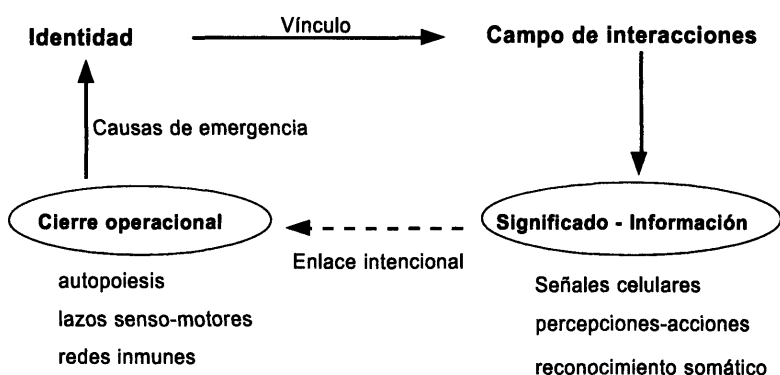 Identidad
Vínculo
Campo de interacciones
Causas de emergencia
Cierre operacional
Enlace intencional
Significado - Información
autopoiesis
lazos senso-motores
redes inmunes
Señales celulares
percepciones-acciones
reconocimiento somático